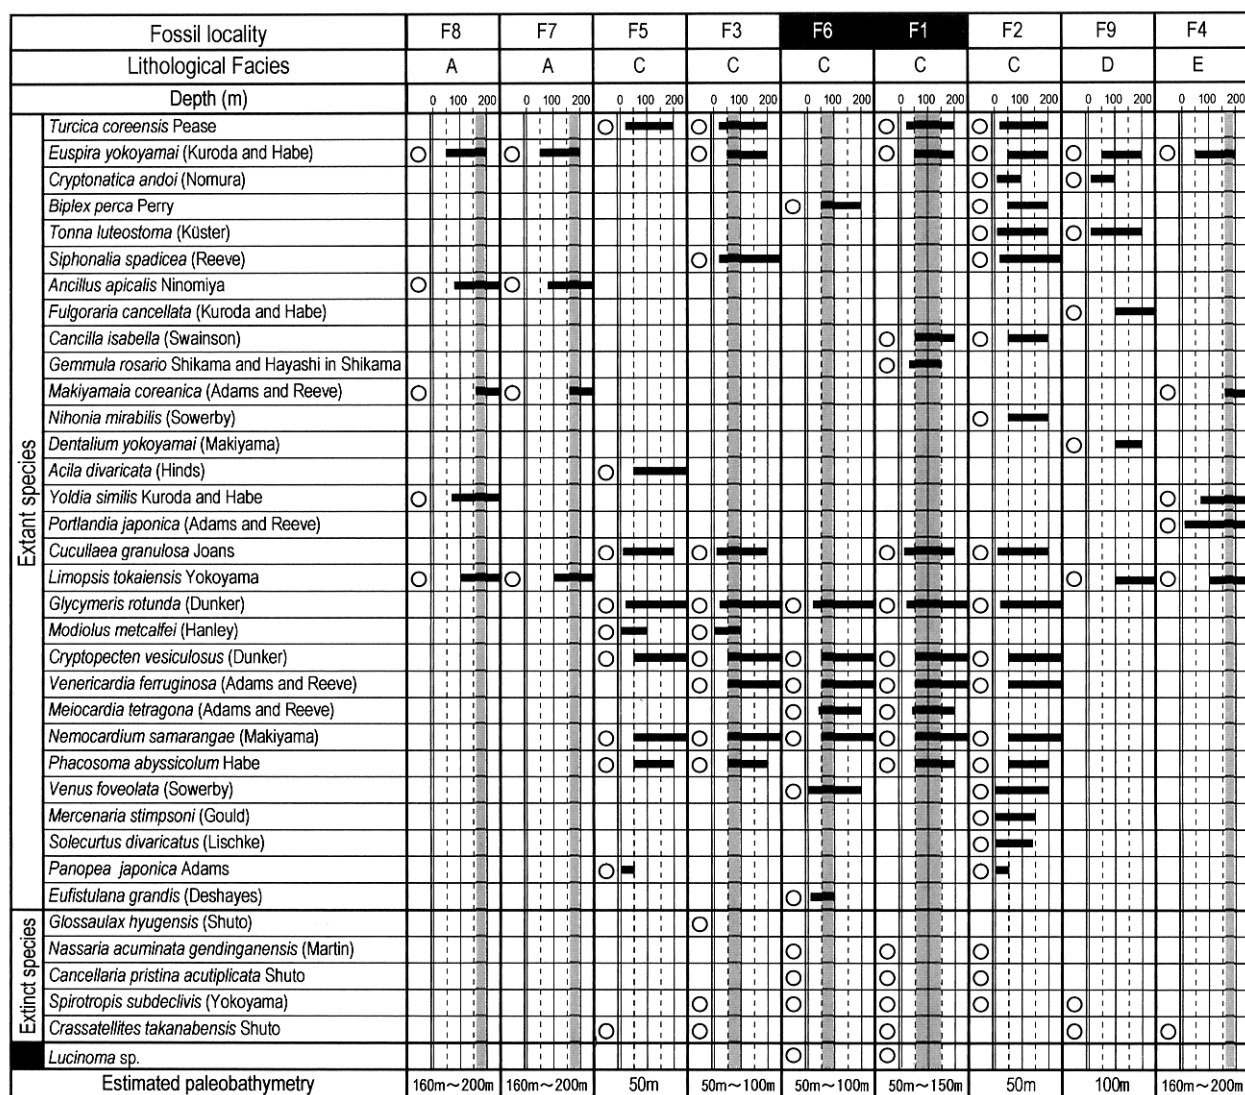 Fossil locality F8 F7 F5 F3 F6 F1 F2 F9 F4
Lithological Facies A A C C C C C D E
Depth (m) 0 100 200 0 100 200 0 100 200 0 100 200 0 100 200 0 100 200 0 100 200 0 100 200 0 100 200
Extant species
Turcica coreensis Pease
Euspira yokoyamai (Kuroda and Habe)
Cryptonatica andoi (Nomura)
Biplex perca Perry
Tonna luteostoma (Küster)
Siphonalia spadicea (Reeve)
Ancillus apicalis Ninomiya
Fulgoraria cancellata (Kuroda and Habe)
Cancilla isabella (Swainson)
Gemmula rosario Shikama and Hayashi in Shikama
Makiyamaia coreanica (Adams and Reeve)
Nihonia mirabilis (Sowerby)
Dentalium yokoyamai (Makiyama)
Acila divaricata (Hinds)
Yoldia similis Kuroda and Habe
Portlandia japonica (Adams and Reeve)
Cucullaea granulosa Joans
Limopsis tokaiensis Yokoyama
Glycymeris rotunda (Dunker)
Modiolus metcalfei (Hanley)
Cryptopecten vesiculosus (Dunker)
Venericardia ferruginosa (Adams and Reeve)
Meiocardia tetragona (Adams and Reeve)
Nemocardium samarangae (Makiyama)
Phacosoma abyssicolum Habe
Venus foveolata (Sowerby)
Mercenaria stimpsoni (Gould)
Solecurtus divaricatus (Lischke)
Panopea japonica Adams
Eufistulana grandis (Deshayes)
Extinct species
Glossaulax hyugensis (Shuto)
Nassaria acuminata gendinganensis (Martin)
Cancellaria pristina acutiplicata Shuto
Spirotropis subdeclivis (Yokoyama)
Crassatellites takanabensis Shuto
Lucinoma sp.
Estimated paleobathymetry 160m～200m 160m～200m 50m 50m～100m 50m～100m 50m～150m 50m 100m 160m～200m